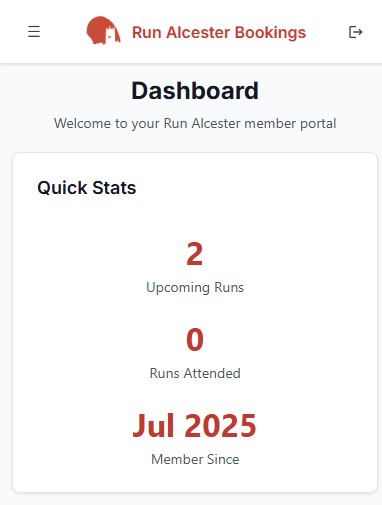 Run Alcester Bookings
Dashboard
Welcome to your Run Alcester member portal
Quick Stats
2
Upcoming Runs
0
Runs Attended
Jul 2025
Member Since